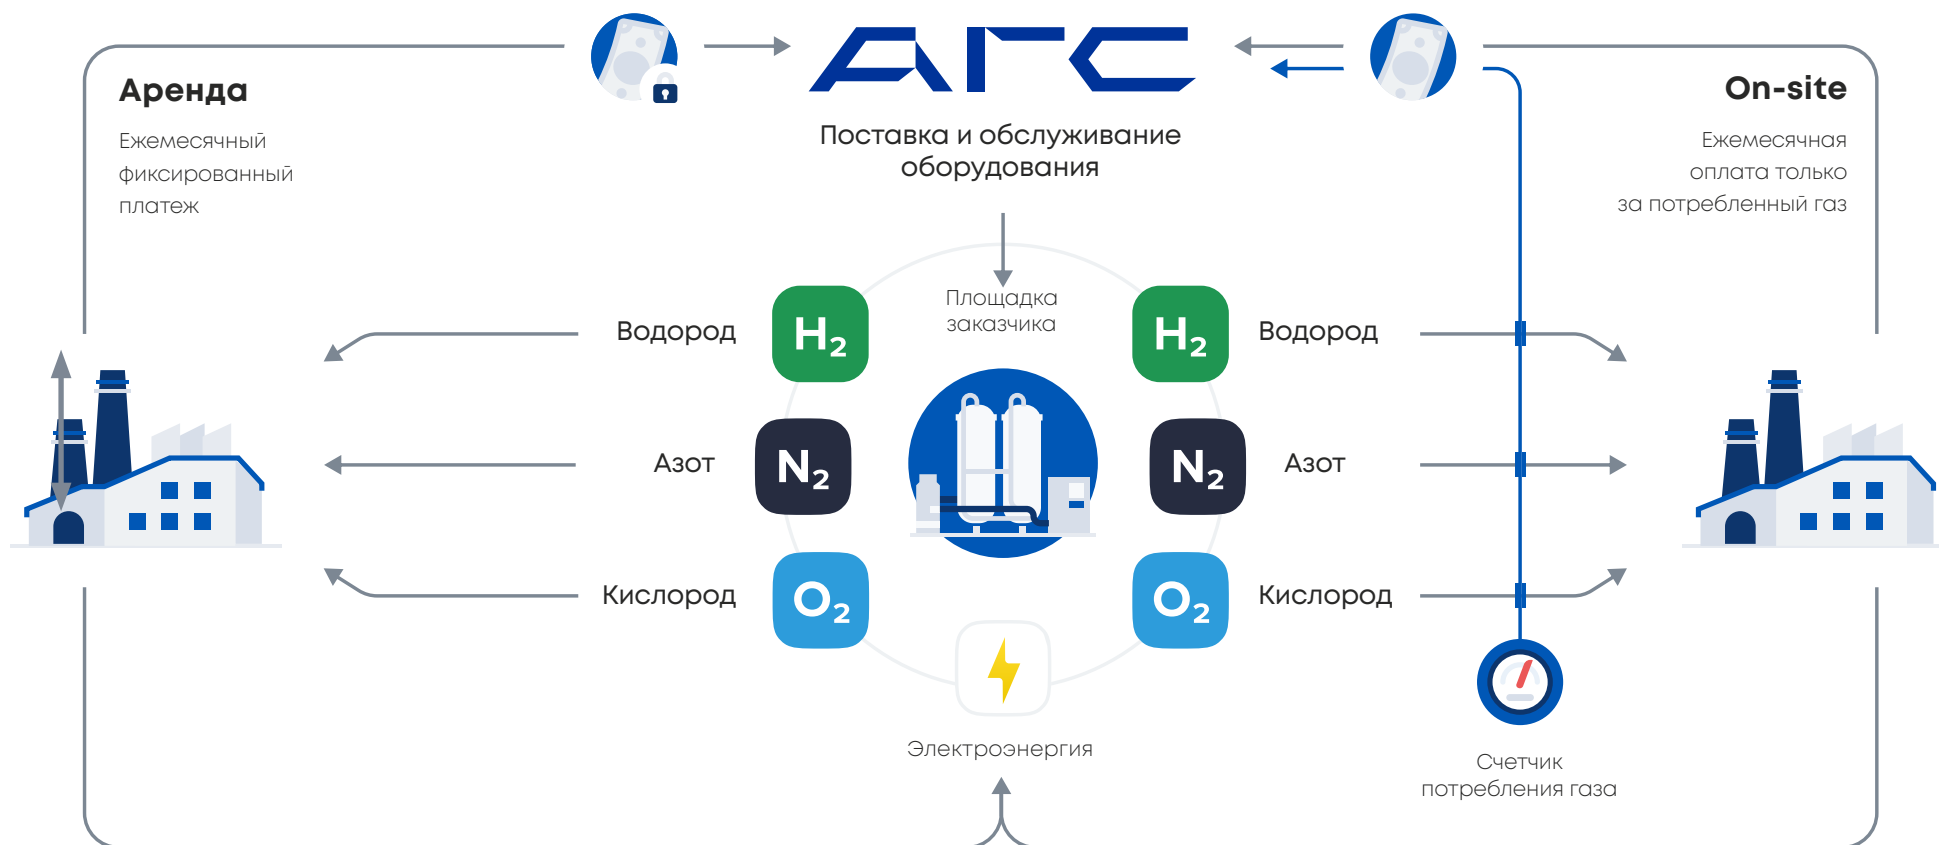 АГС
Поставка и обслуживание
оборудования
Аренда
Ежемесячный
фиксированный
платеж
On-site
Ежемесячная
оплата только
за потребленный газ
Площадка
заказчика
Водород
H₂
H₂
Водород
Азот
N₂
N₂
Азот
Кислород
O₂
O₂
Кислород
Электроэнергия
Счетчик
потребления газа